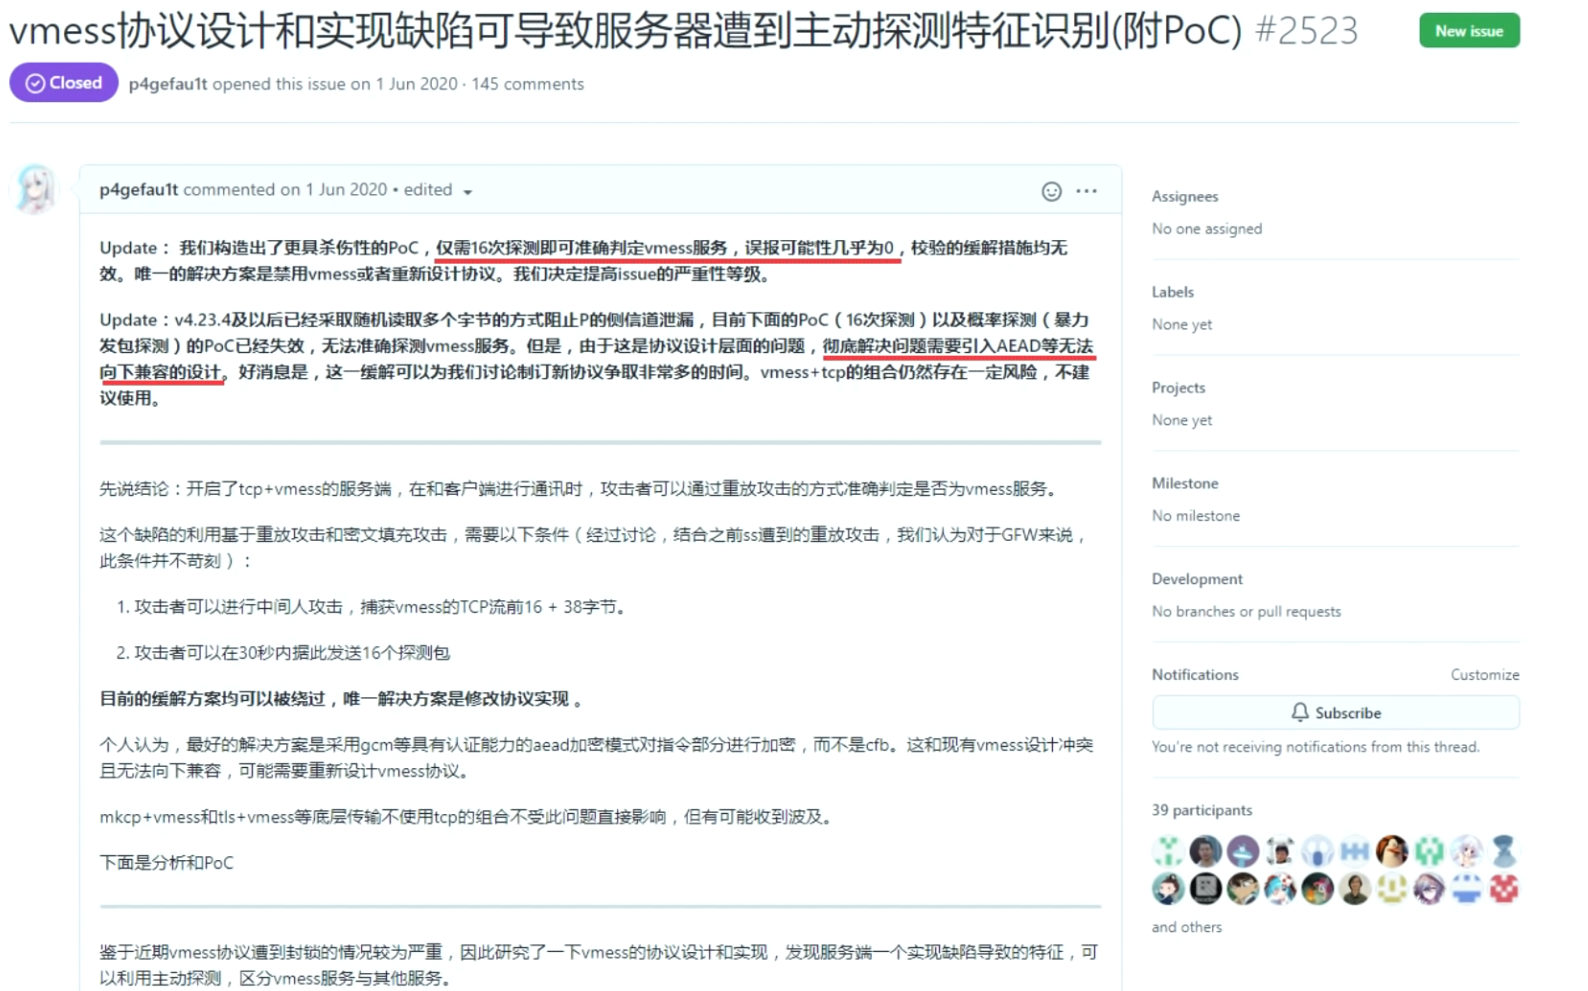 vmess协议设计和实现缺陷可导致服务器遭到主动探测特征识别(附PoC) #2523
New issue
Closed
p4gefau1t opened this issue on 1 Jun 2020 · 145 comments
p4gefau1t commented on 1 Jun 2020 • edited
Update： 我们构造出了更具杀伤性的PoC，仅需16次探测即可准确判定vmess服务，误报可能性几乎为0，校验的缓解措施均无
效。唯一的解决方案是禁用vmess或者重新设计协议。我们决定提高issue的严重性等级。
Update：v4.23.4及以后已经采取随机读取多个字节的方式阻止P的侧信道泄漏，目前下面的PoC（16次探测）以及概率探测（暴力
发包探测）的PoC已经失效，无法准确探测vmess服务。但是，由于这是协议设计层面的问题，彻底解决问题需要引入AEAD等无法
向下兼容的设计。好消息是，这一缓解可以为我们讨论制订新协议争取非常多的时间。vmess+tcp的组合仍然存在一定风险，不建
议使用。
先说结论：开启了tcp+vmess的服务端，在和客户端进行通讯时，攻击者可以通过重放攻击的方式准确判定是否为vmess服务。
这个缺陷的利用基于重放攻击和密文填充攻击，需要以下条件（经过讨论，结合之前ss遭到的重放攻击，我们认为对于GFW来说，
此条件并不苛刻）：
1. 攻击者可以进行中间人攻击，捕获vmess的TCP流前16 + 38字节。
2. 攻击者可以在30秒内据此发送16个探测包
目前的缓解方案均可以被绕过，唯一解决方案是修改协议实现 。
个人认为，最好的解决方案是采用gcm等具有认证能力的aead加密模式对指令部分进行加密，而不是cfb。这和现有vmess设计冲突
且无法向下兼容，可能需要重新设计vmess协议。
mkcp+vmess和tls+vmess等底层传输不使用tcp的组合不受此问题直接影响，但有可能收到波及。
下面是分析和PoC
鉴于近期vmess协议遭到封锁的情况较为严重，因此研究了一下vmess的协议设计和实现，发现服务端一个实现缺陷导致的特征，可
以利用主动探测，区分vmess服务与其他服务。
Assignees
No one assigned
Labels
None yet
Projects
None yet
Milestone
No milestone
Development
No branches or pull requests
Notifications
Customize
Subscribe
You're not receiving notifications from this thread.
39 participants
and others